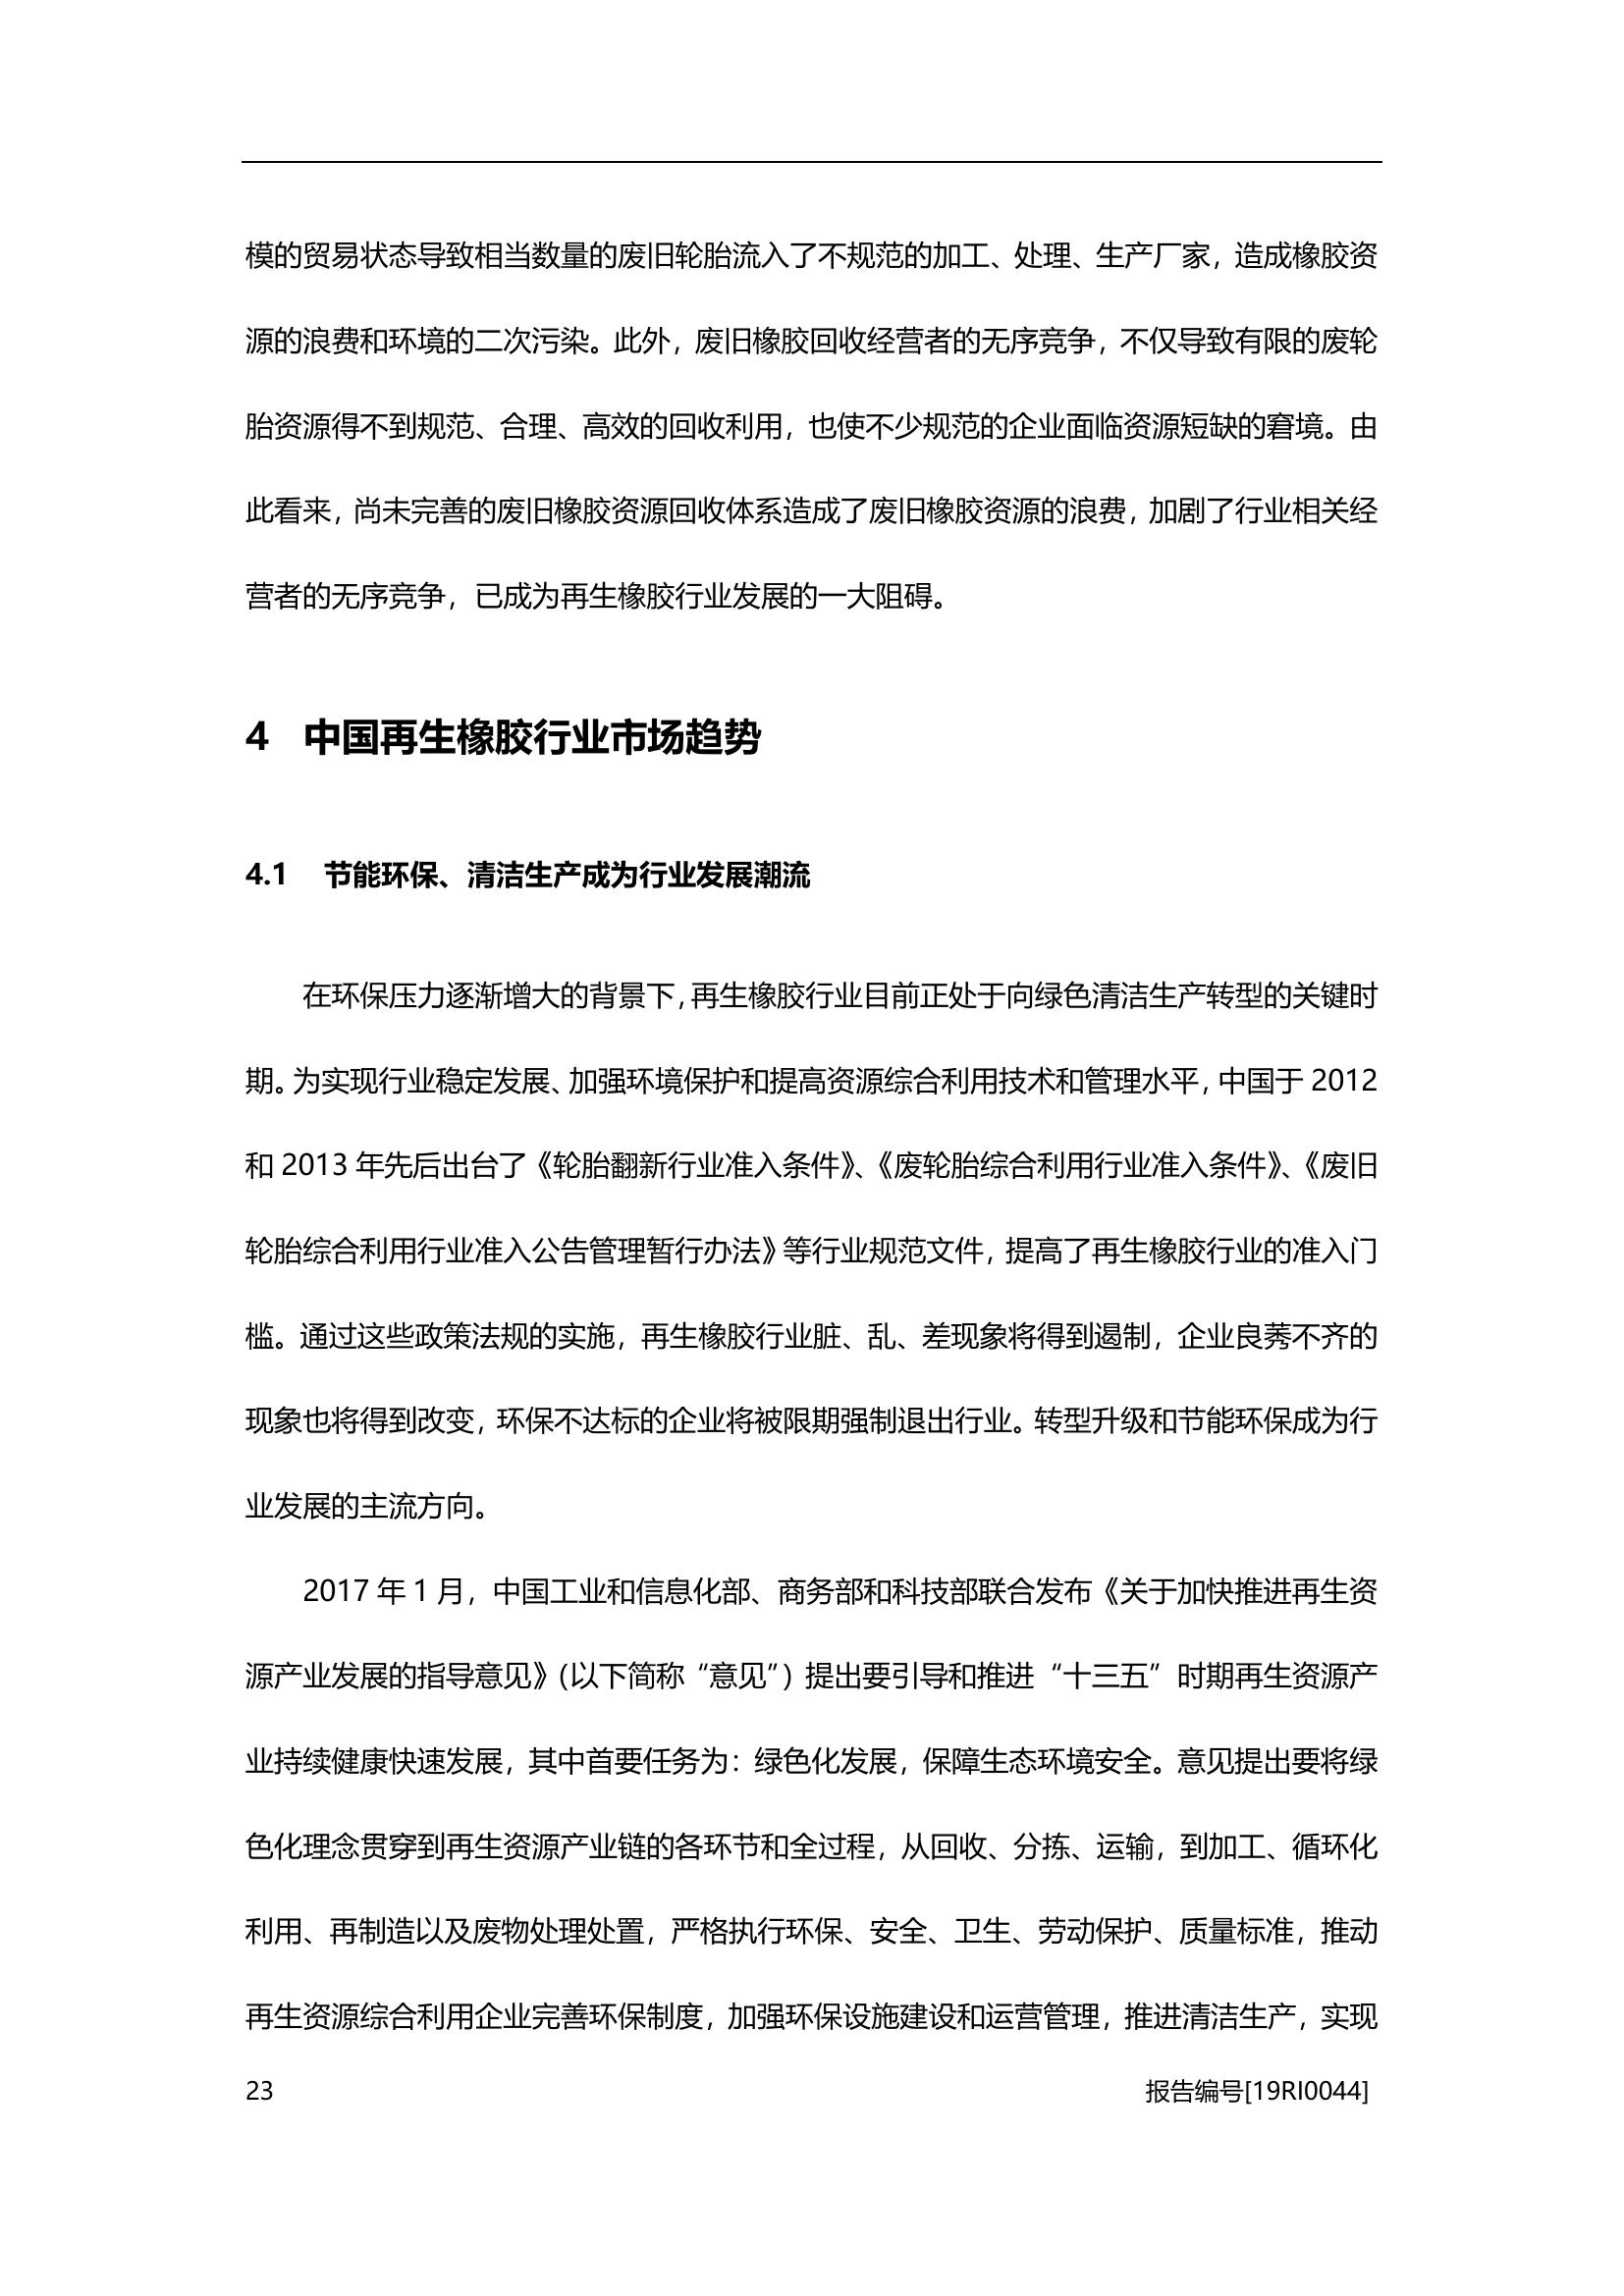 模的贸易状态导致相当数量的废旧轮胎流入了不规范的加工、处理、生产厂家，造成橡胶资
源的浪费和环境的二次污染。此外，废旧橡胶回收经营者的无序竞争，不仅导致有限的废轮
胎资源得不到规范、合理、高效的回收利用，也使不少规范的企业面临资源短缺的窘境。由
此看来，尚未完善的废旧橡胶资源回收体系造成了废旧橡胶资源的浪费，加剧了行业相关经
营者的无序竞争，已成为再生橡胶行业发展的一大阻碍。
4 中国再生橡胶行业市场趋势
4.1 节能环保、清洁生产成为行业发展潮流
在环保压力逐渐增大的背景下，再生橡胶行业目前正处于向绿色清洁生产转型的关键时
期。为实现行业稳定发展、加强环境保护和提高资源综合利用技术和管理水平，中国于 2012
和 2013 年先后出台了《轮胎翻新行业准入条件》、《废轮胎综合利用行业准入条件》、《废旧
轮胎综合利用行业准入公告管理暂行办法》等行业规范文件，提高了再生橡胶行业的准入门
槛。通过这些政策法规的实施，再生橡胶行业脏、乱、差现象将得到遏制，企业良莠不齐的
现象也将得到改变，环保不达标的企业将被限期强制退出行业。转型升级和节能环保成为行
业发展的主流方向。
2017 年 1 月，中国工业和信息化部、商务部和科技部联合发布《关于加快推进再生资
源产业发展的指导意见》(以下简称“意见”）提出要引导和推进“十三五”时期再生资源产
业持续健康快速发展，其中首要任务为：绿色化发展，保障生态环境安全。意见提出要将绿
色化理念贯穿到再生资源产业链的各环节和全过程，从回收、分拣、运输，到加工、循环化
利用、再制造以及废物处理处置，严格执行环保、安全、卫生、劳动保护、质量标准，推动
再生资源综合利用企业完善环保制度，加强环保设施建设和运营管理，推进清洁生产，实现
23 报告编号[19RI0044]